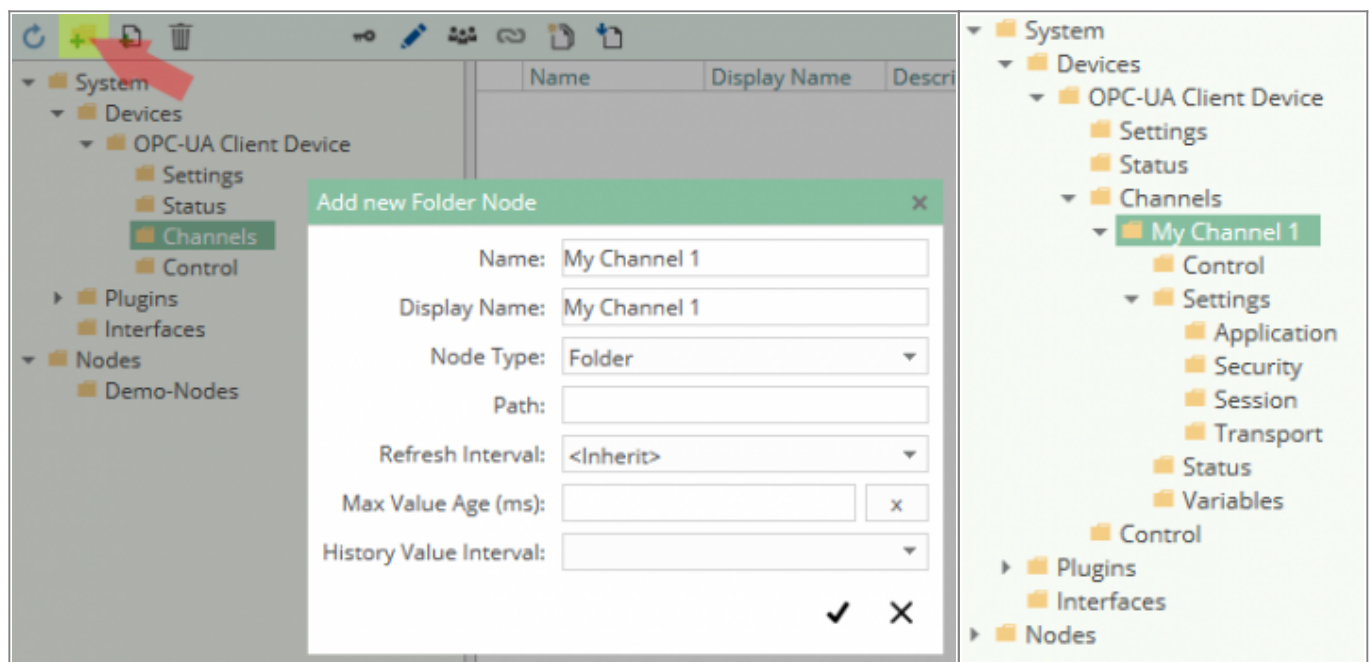 Name Display Name Descri
System
Devices
OPC-UA Client Device
Settings
Status
Channels
Control
Plugins
Interfaces
Nodes
Demo-Nodes
Add new Folder Node ×
Name: My Channel 1
Display Name: My Channel 1
Node Type: Folder
Path:
Refresh Interval: <Inherit>
Max Value Age (ms): x
History Value Interval:
System
Devices
OPC-UA Client Device
Settings
Status
Channels
My Channel 1
Control
Settings
Application
Security
Session
Transport
Status
Variables
Control
Plugins
Interfaces
Nodes